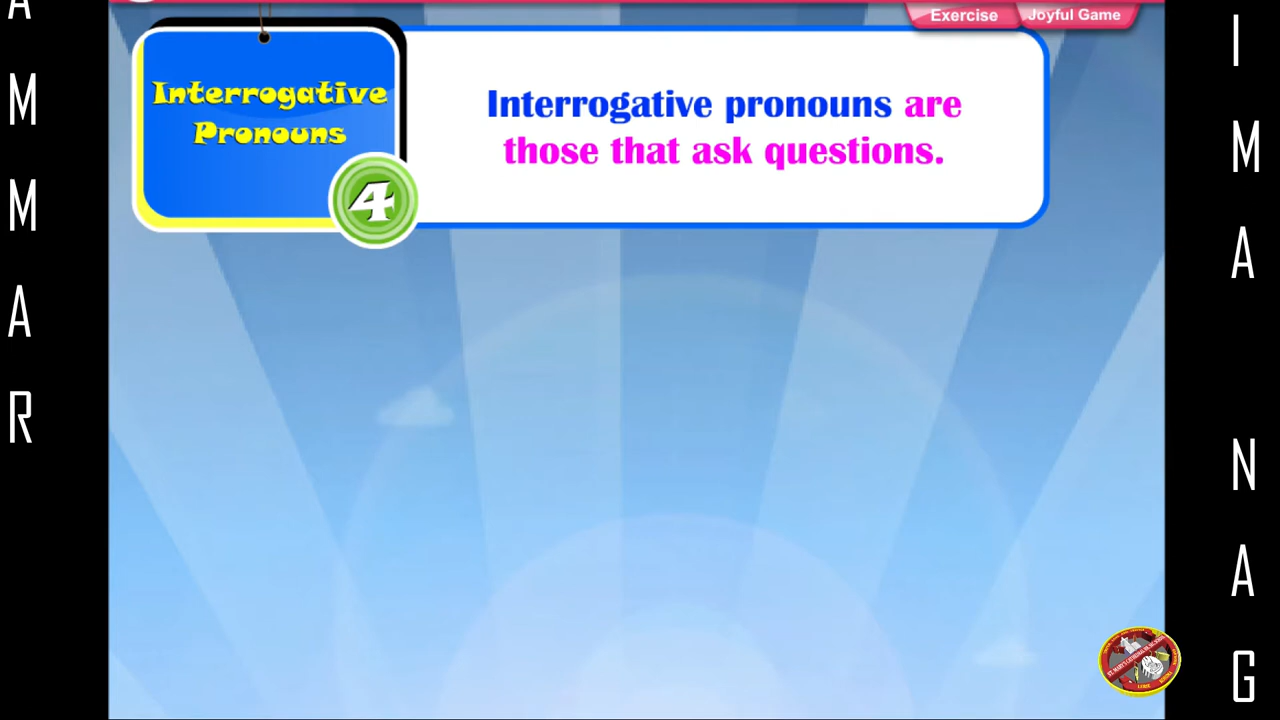 Exercise
Joyful Game
Interrogative
Pronouns
4
Interrogative pronouns are
those that ask questions.
A
M
M
A
R
I
M
A
N
A
G